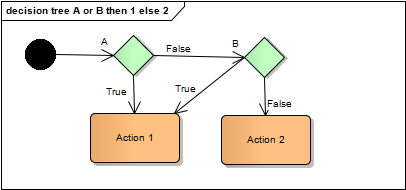 decision tree A or B then 1 else 2
A
B
False
True
True
False
Action 1
Action 2